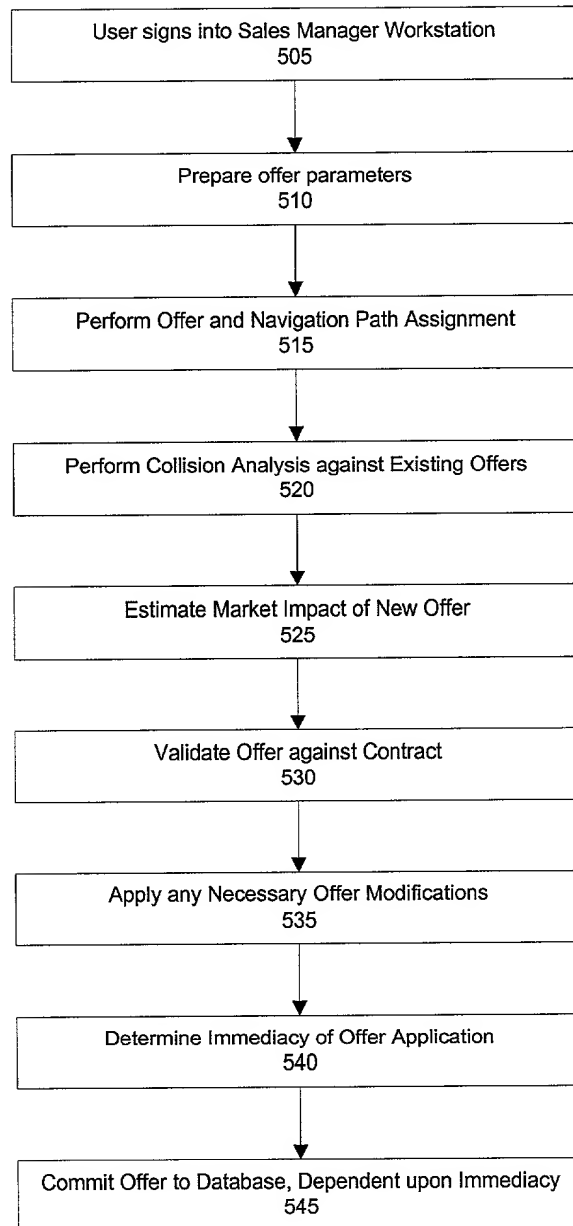 User signs into Sales Manager Workstation
505
Prepare offer parameters
510
Perform Offer and Navigation Path Assignment
515
Perform Collision Analysis against Existing Offers
520
Estimate Market Impact of New Offer
525
Validate Offer against Contract
530
Apply any Necessary Offer Modifications
535
Determine Immediacy of Offer Application
540
Commit Offer to Database, Dependent upon Immediacy
545